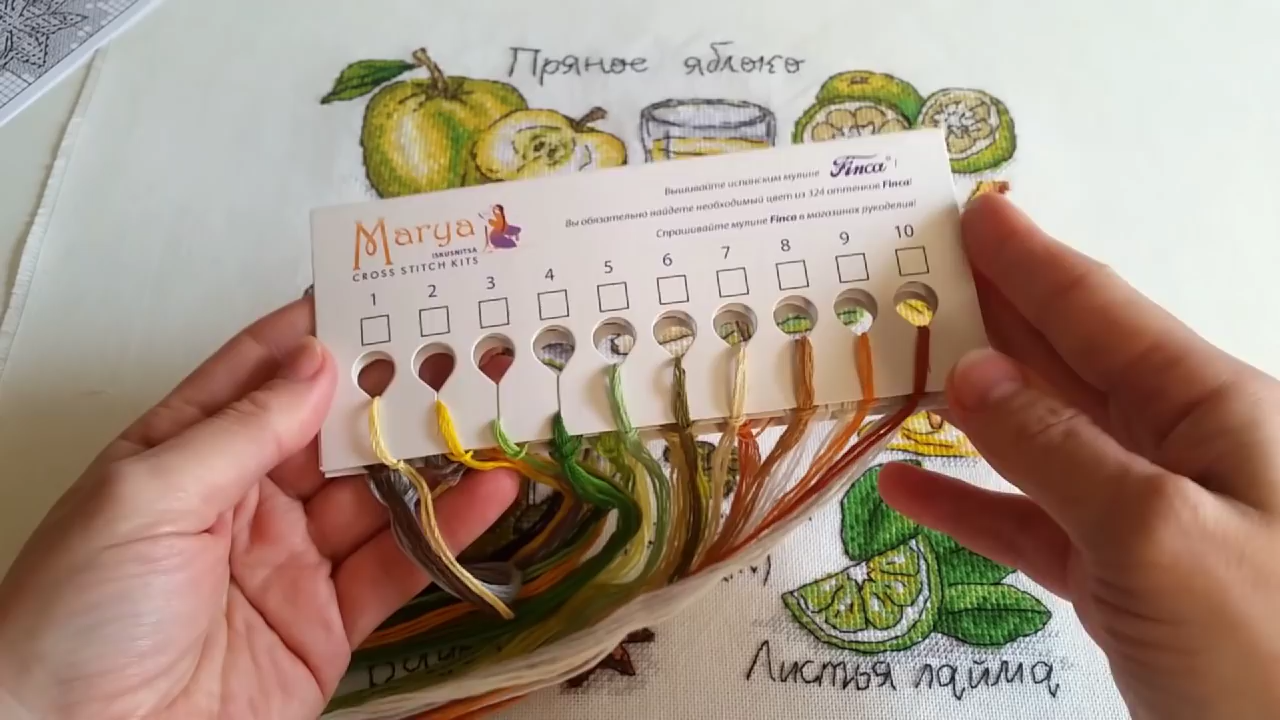 Пряное яблоко
Вышивайте испанским мулине Finca®!
Вы обязательно найдете необходимый цвет из 324 оттенков Finca!
Спрашивайте мулине Finca в магазинах рукоделия!
Marya
ISKUSNITSA
CROSS STITCH KITS
1 2 3 4 5 6 7 8 9 10
Листья лайма